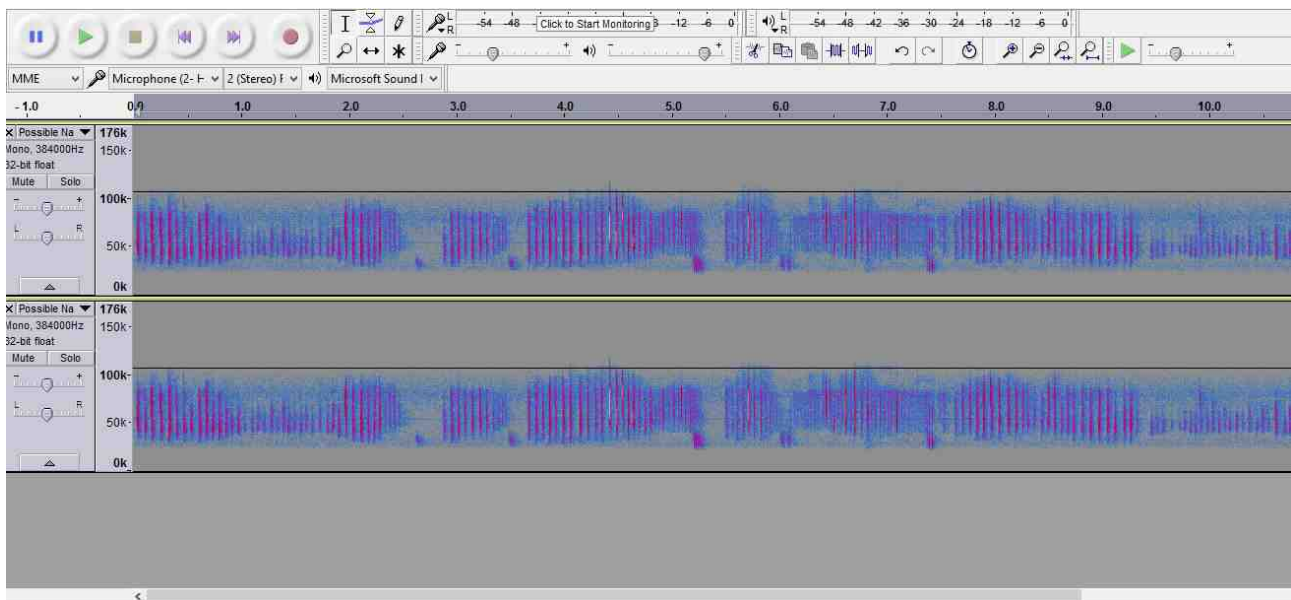 -54 -48 - Click to Start Monitoring 3 -12 -6 0
-54 -48 -42 -36 -30 -24 -18 -12 -6 0
L
R
L
R
MME Microphone (2- H 2 (Stereo) F Microsoft Sound I
- 1.0 0.0 1.0 2.0 3.0 4.0 5.0 6.0 7.0 8.0 9.0 10.0
X Possible Na 176k
Mono, 384000Hz 150k
32-bit float
Mute Solo
- + 100k
L R
50k
0k
X Possible Na 176k
Mono, 384000Hz 150k
32-bit float
Mute Solo
- + 100k
L R
50k
0k